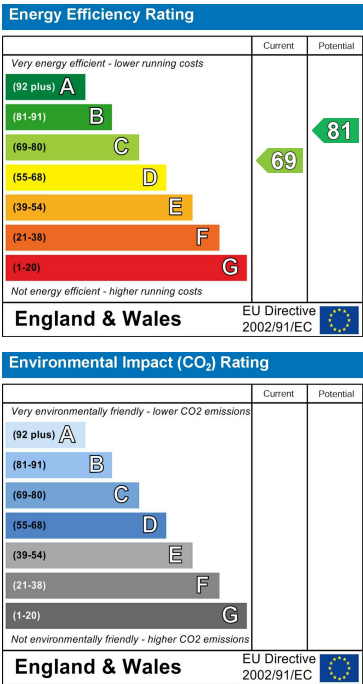 Energy Efficiency Rating
Current Potential
Very energy efficient - lower running costs
(92 plus) A
(81-91) B
(69-80) C
(55-68) D
(39-54) E
(21-38) F
(1-20) G
69
81
Not energy efficient - higher running costs
England & Wales
EU Directive
2002/91/EC
Environmental Impact (CO₂) Rating
Current Potential
Very environmentally friendly - lower CO2 emissions
(92 plus) A
(81-91) B
(69-80) C
(55-68) D
(39-54) E
(21-38) F
(1-20) G
Not environmentally friendly - higher CO2 emissions
England & Wales
EU Directive
2002/91/EC